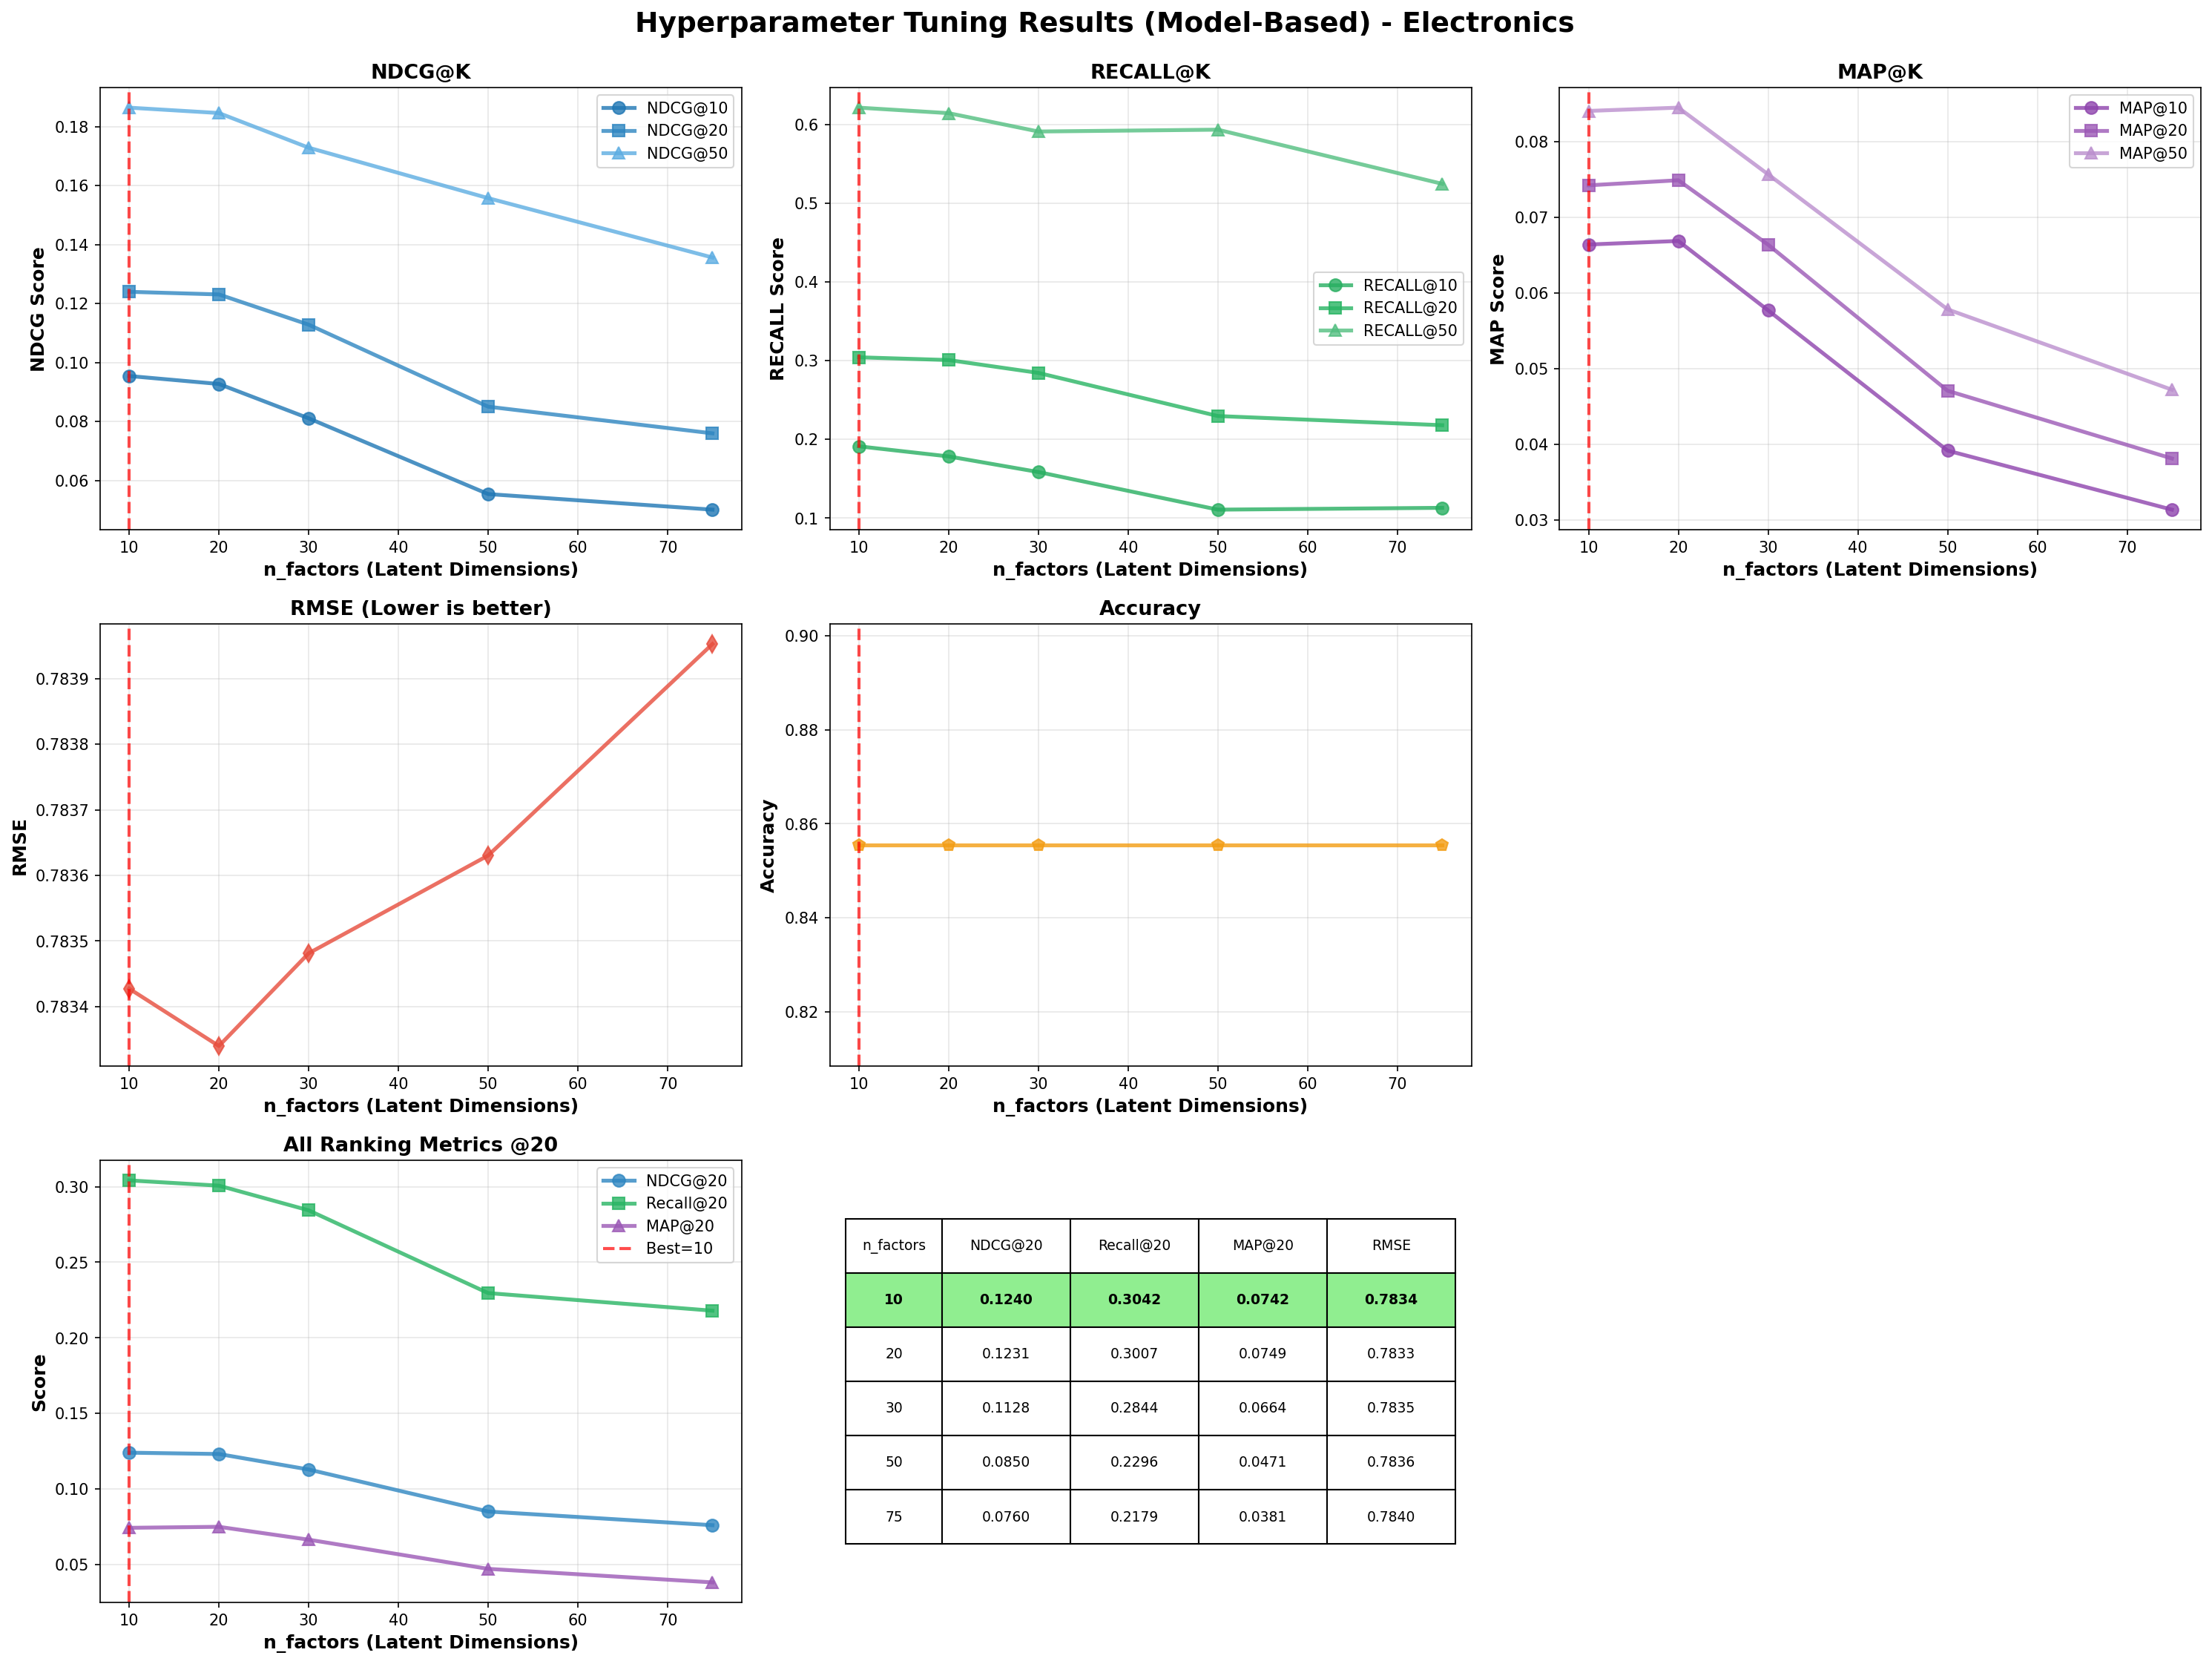 Hyperparameter Tuning Results (Model-Based) - Electronics
NDCG@K
NDCG Score
0.18
0.16
0.14
0.12
0.10
0.08
0.06
NDCG@10
NDCG@20
NDCG@50
10 20 30 40 50 60 70
n_factors (Latent Dimensions)
RECALL@K
RECALL Score
0.6
0.5
0.4
0.3
0.2
0.1
RECALL@10
RECALL@20
RECALL@50
10 20 30 40 50 60 70
n_factors (Latent Dimensions)
MAP@K
MAP Score
0.08
0.07
0.06
0.05
0.04
0.03
MAP@10
MAP@20
MAP@50
10 20 30 40 50 60 70
n_factors (Latent Dimensions)
RMSE (Lower is better)
RMSE
0.7839
0.7838
0.7837
0.7836
0.7835
0.7834
10 20 30 40 50 60 70
n_factors (Latent Dimensions)
Accuracy
Accuracy
0.90
0.88
0.86
0.84
0.82
10 20 30 40 50 60 70
n_factors (Latent Dimensions)
All Ranking Metrics @20
Score
0.30
0.25
0.20
0.15
0.10
0.05
NDCG@20
Recall@20
MAP@20
Best=10
10 20 30 40 50 60 70
n_factors (Latent Dimensions)
n_factors NDCG@20 Recall@20 MAP@20 RMSE
10 0.1240 0.3042 0.0742 0.7834
20 0.1231 0.3007 0.0749 0.7833
30 0.1128 0.2844 0.0664 0.7835
50 0.0850 0.2296 0.0471 0.7836
75 0.0760 0.2179 0.0381 0.7840